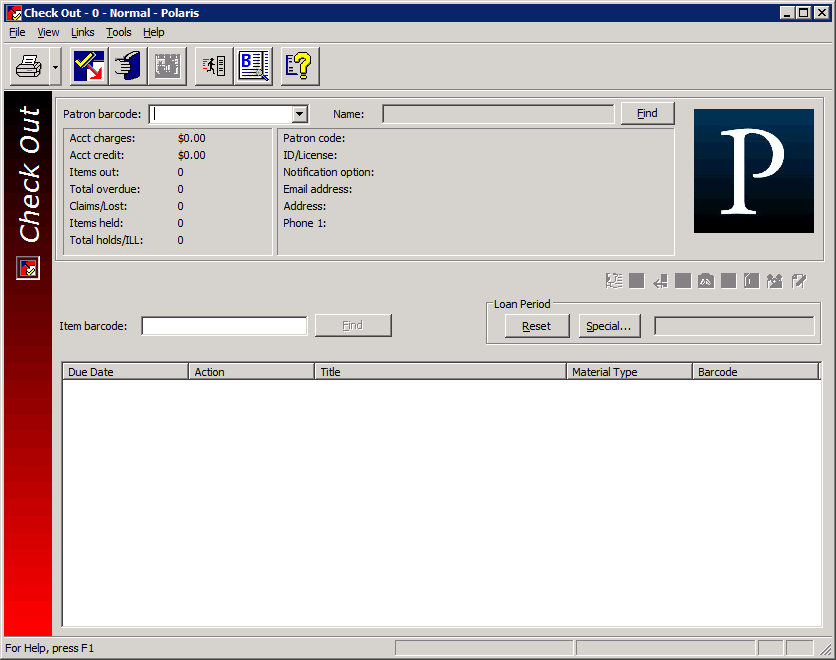 Check Out - 0 - Normal - Polaris
File View Links Tools Help
B
Check Out
Patron barcode: Name: Find
Acct charges: $0.00
Acct credit: $0.00
Items out: 0
Total overdue: 0
Claims/Lost: 0
Items held: 0
Total holds/ILL: 0
Patron code:
ID/License:
Notification option:
Email address:
Address:
Phone 1:
P
Loan Period
Item barcode: Find Reset Special...
Due Date Action Title Material Type Barcode
For Help, press F1